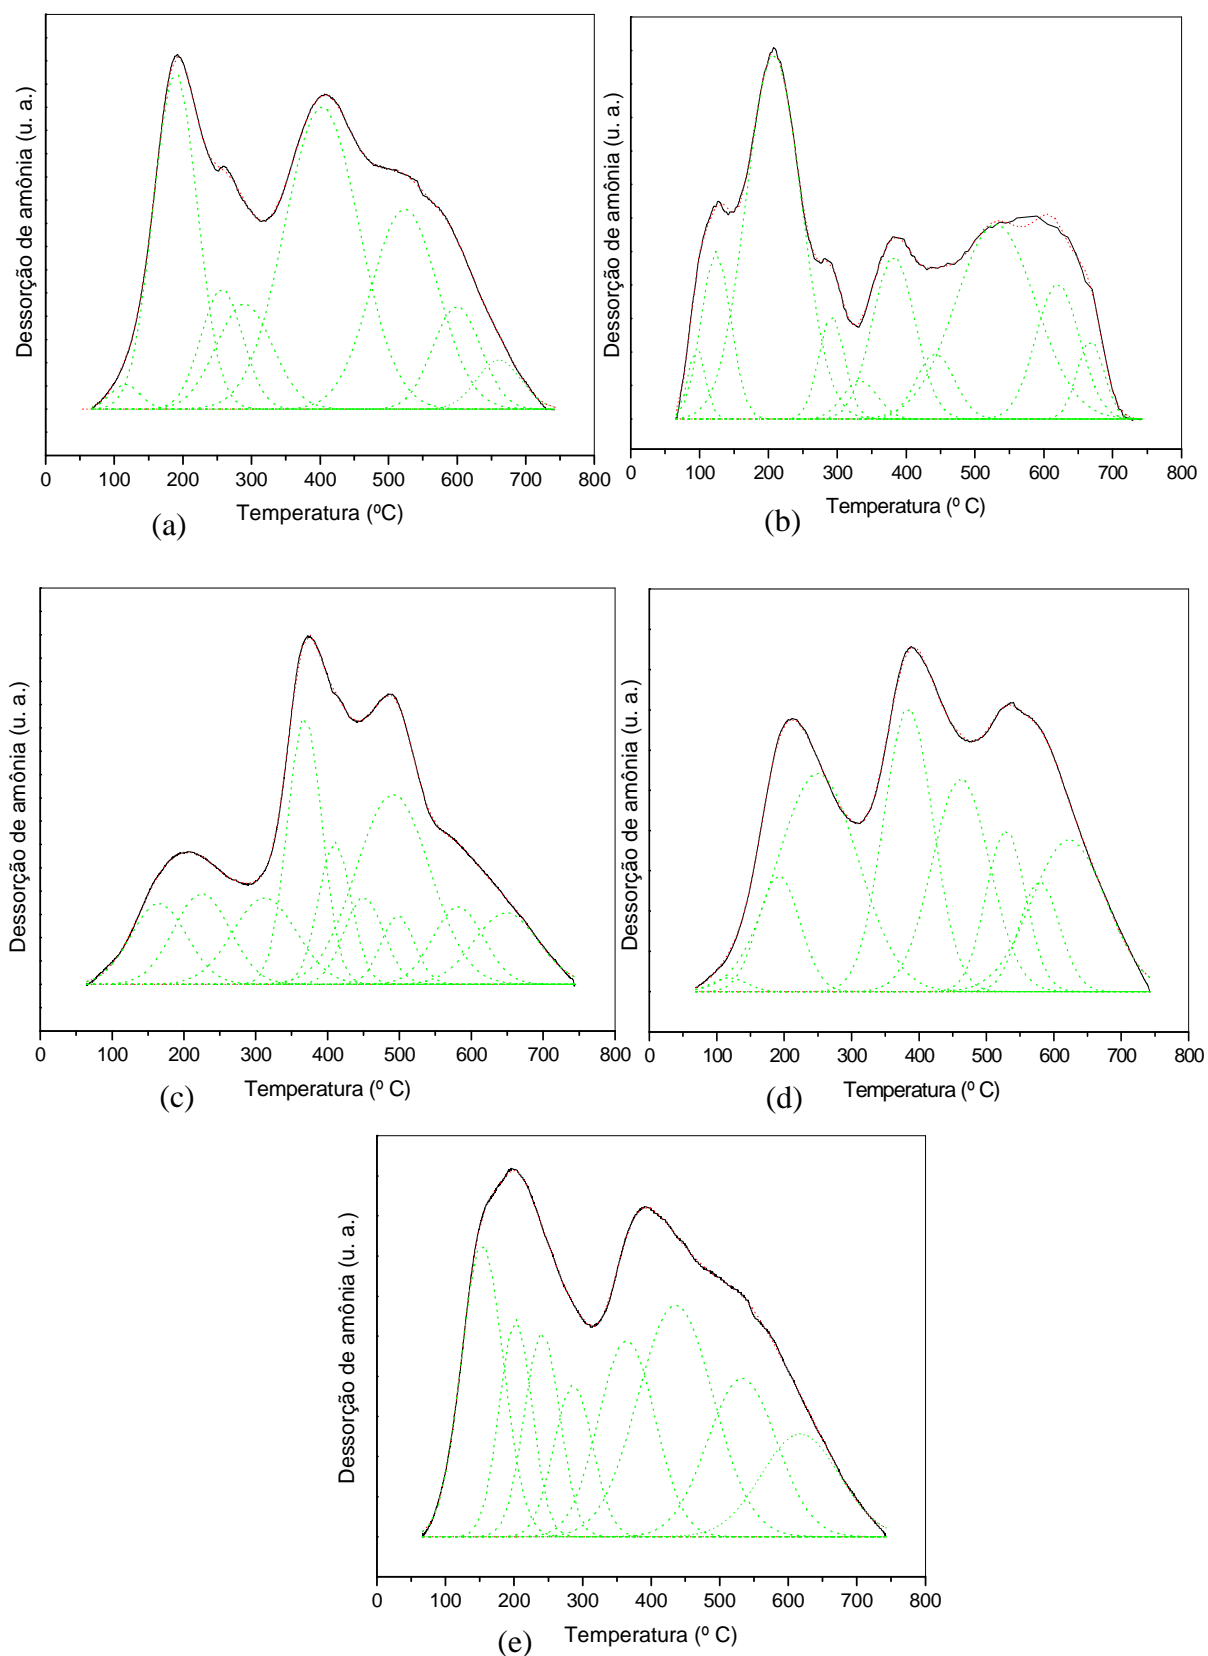 Dessorção de amônia (u. a.)
0 100 200 300 400 500 600 700 800
Temperatura (ºC)
(a)
Dessorção de amônia (u. a.)
0 100 200 300 400 500 600 700 800
Temperatura (º C)
(b)
Dessorção de amônia (u. a.)
0 100 200 300 400 500 600 700 800
Temperatura (º C)
(c)
Dessorção de amônia (u. a.)
0 100 200 300 400 500 600 700 800
Temperatura (º C)
(d)
Dessorção de amônia (u. a.)
0 100 200 300 400 500 600 700 800
Temperatura (º C)
(e)